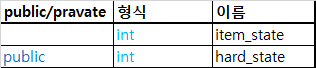 public/pravate 형식 이름
int item_state
public int hard_state